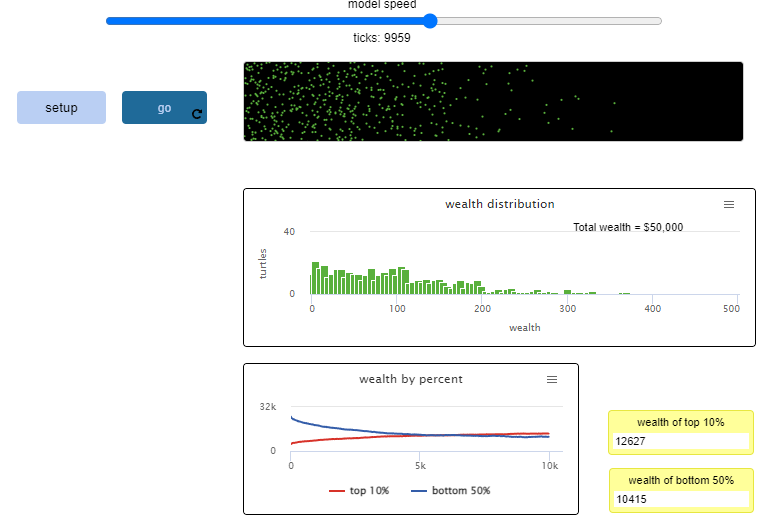 model speed
ticks: 9959
setup
go
wealth distribution
Total wealth = $50,000
40
turtles
0
0 100 200 300 400 500
wealth
wealth by percent
32k
0
0 5k 10k
top 10% bottom 50%
wealth of top 10%
12627
wealth of bottom 50%
10415